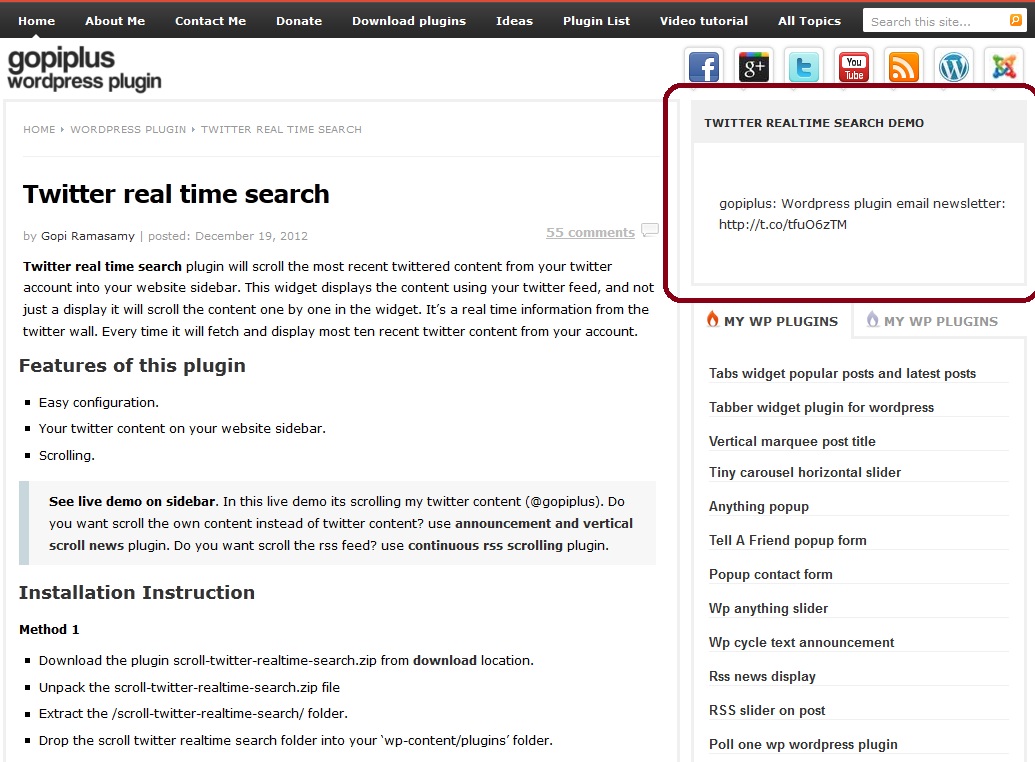 Home About Me Contact Me Donate Download plugins Ideas Plugin List Video tutorial All Topics Search this site...
gopiplus
wordpress plugin
f g+ t You Tube W
HOME WORDPRESS PLUGIN TWITTER REAL TIME SEARCH
Twitter real time search
by Gopi Ramasamy | posted: December 19, 2012
55 comments
Twitter real time search plugin will scroll the most recent twittered content from your twitter
account into your website sidebar. This widget displays the content using your twitter feed, and not
just a display it will scroll the content one by one in the widget. It's a real time information from the
twitter wall. Every time it will fetch and display most ten recent twitter content from your account.
Features of this plugin
Easy configuration.
Your twitter content on your website sidebar.
Scrolling.
See live demo on sidebar. In this live demo its scrolling my twitter content (@gopiplus). Do
you want scroll the own content instead of twitter content? use announcement and vertical
scroll news plugin. Do you want scroll the rss feed? use continuous rss scrolling plugin.
Installation Instruction
Method 1
Download the plugin scroll-twitter-realtime-search.zip from download location.
Unpack the scroll-twitter-realtime-search.zip file
Extract the /scroll-twitter-realtime-search/ folder.
Drop the scroll twitter realtime search folder into your 'wp-content/plugins' folder.
TWITTER REALTIME SEARCH DEMO
gopiplus: Wordpress plugin email newsletter:
http://t.co/tfuO6zTM
MY WP PLUGINS MY WP PLUGINS
Tabs widget popular posts and latest posts
Tabber widget plugin for wordpress
Vertical marquee post title
Tiny carousel horizontal slider
Anything popup
Tell A Friend popup form
Popup contact form
Wp anything slider
Wp cycle text announcement
Rss news display
RSS slider on post
Poll one wp wordpress plugin